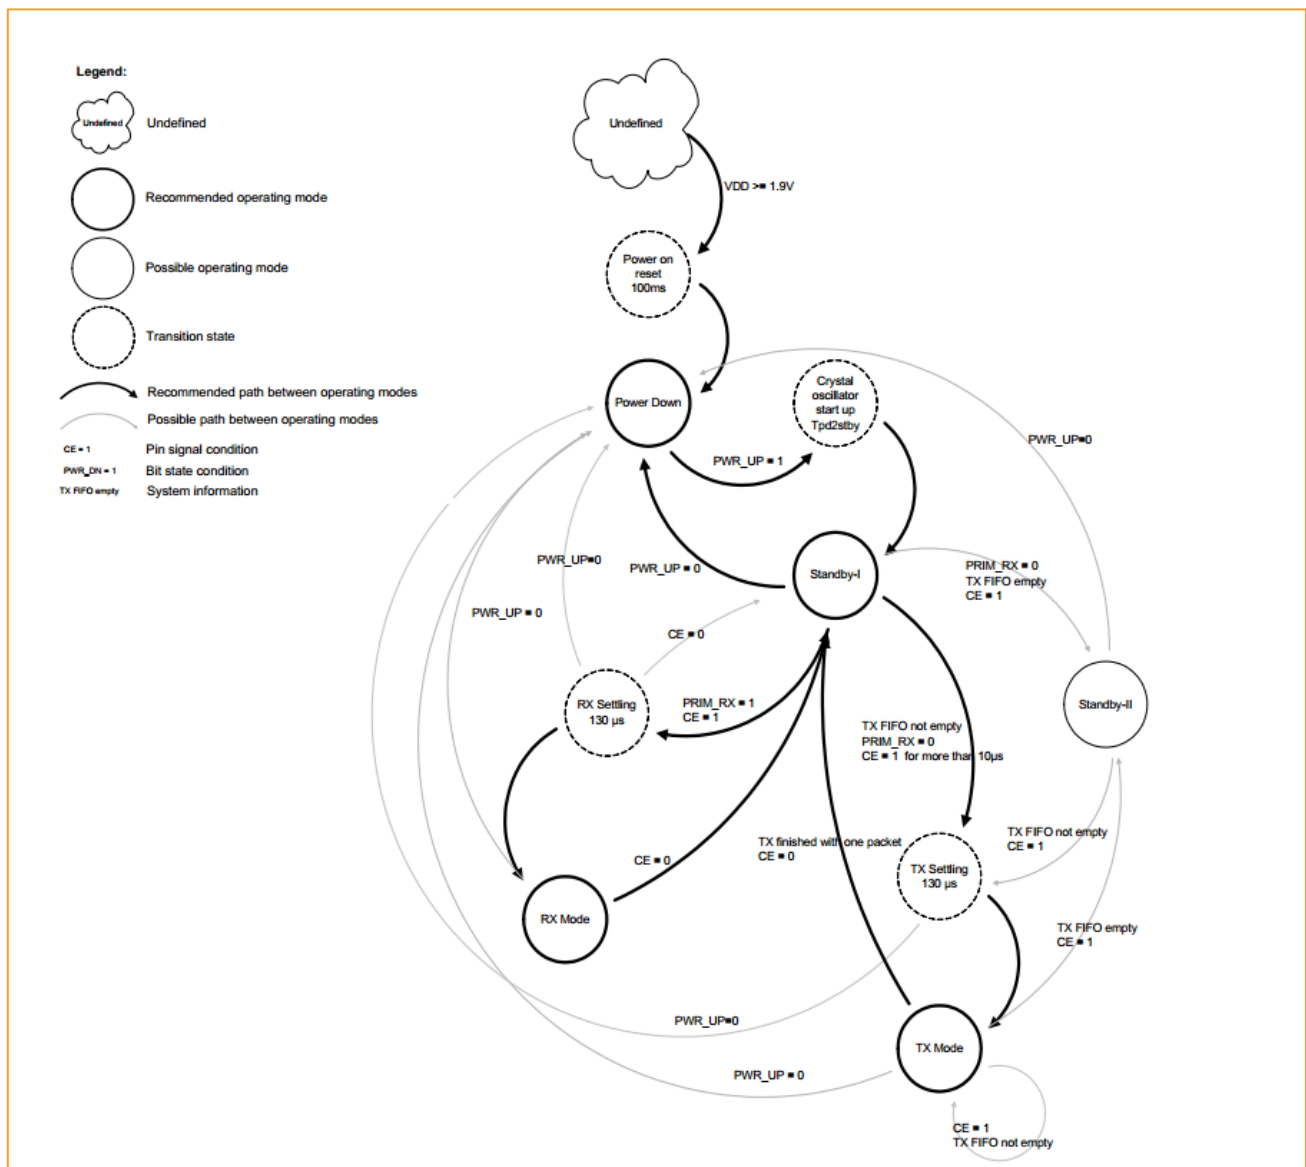 Legend:
Undefined
Undefined
Recommended operating mode
Possible operating mode
Transition state
Recommended path between operating modes
Possible path between operating modes
CE = 1
Pin signal condition
PWR_DN = 1
Bit state condition
TX FIFO empty
System information
Undefined
VDD >= 1.9V
Power on
reset
100ms
Power Down
Crystal
oscillator
start up
Tpd2stby
PWR_UP=0
PWR_UP = 1
PWR_UP=0
PWR_UP = 0
Standby-I
PRIM_RX = 0
TX FIFO empty
CE = 1
PWR_UP = 0
CE = 0
RX Settling
130 µs
PRIM_RX = 1
CE = 1
Standby-II
TX FIFO not empty
PRIM_RX = 0
CE = 1 for more than 10µs
TX FIFO not empty
CE = 1
TX finished with one packet
CE = 0
CE = 0
TX Settling
130 µs
RX Mode
TX FIFO empty
CE = 1
PWR_UP=0
TX Mode
PWR_UP = 0
CE = 1
TX FIFO not empty